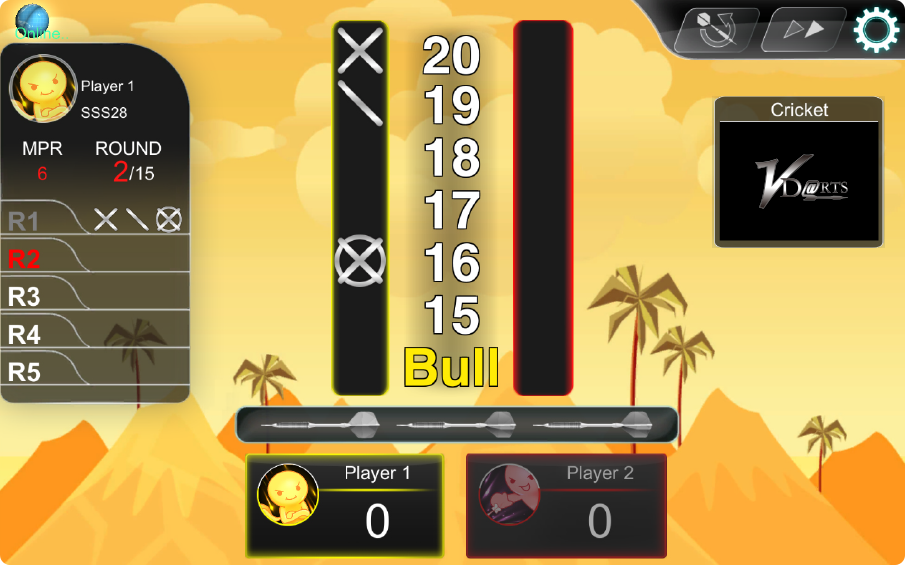 Online
Player 1
SSS28
MPR
ROUND
6
2/15
R1
R2
R3
R4
R5
20
19
18
17
16
15
Bull
Cricket
VD@RTS
Player 1
0
Player 2
0